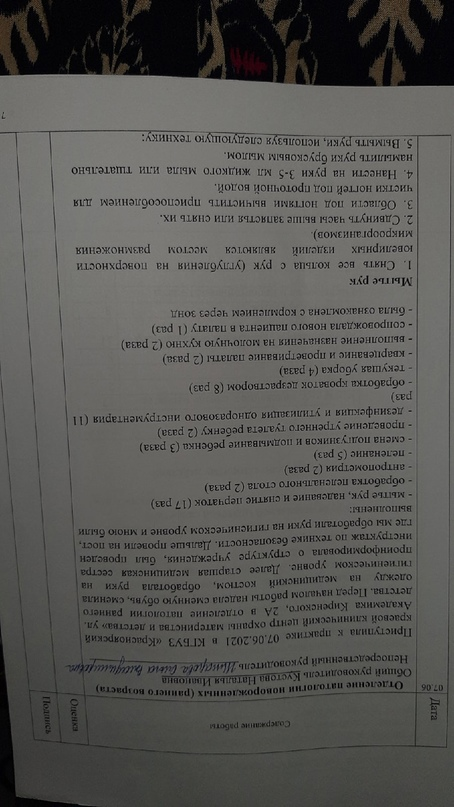 Дата
Содержание работы
Оценка
Подпись
07.06
Отделение патологии новорожденных (раннего возраста)
Общий руководитель Кустова Наталья Ивановна
Непосредственный руководитель
Приступила к практике 07.06.2021 в КГБУЗ «Красноярский
краевой клинический центр охраны материнства и детства» ул.
Академика Киренского, 2А в отделение патологии раннего
детства. Перед началом работы надела сменную обувь, сменила
одежду на медицинский костюм, обработала руки на
гигиеническом уровне. Далее старшая медицинская сестра
проинформировала о структуре учреждения, был проведен
инструктаж по технике безопасности. Дальше провели на пост,
где мы обработали руки на гигиеническом уровне и мною были
выполнены:
- мытье рук, надевание и снятие перчаток (17 раз)
- обработка пеленального стола (2 раза)
- антропометрия (2 раза)
- пеленание (5 раз)
- смена подгузников и подмывание ребенка (3 раза)
- проведение утреннего туалета ребенку (2 раза)
- дезинфекция и утилизация одноразового инструментария (11
раз)
- обработка кроваток дезраствором (8 раз)
- текущая уборка (4 раза)
- кварцевание и проветривание палаты (2 раза)
- выполнение назначения на молочную кухню (2 раза)
- сопровождала нового пациента в палату (1 раз)
- была ознакомлена с кормлением через зонд
Мытье рук
1. Снять все кольца с рук (углубления на поверхности
ювелирных изделий являются местом размножения
микроорганизмов).
2. Сдвинуть часы выше запястья или снять их.
3. Области под ногтями вычистить приспособлением для
чистки ногтей под проточной водой.
4. Нанести на руки 3-5 мл жидкого мыла или тщательно
намылить руки брусковым мылом.
5. Вымыть руки, используя следующую технику:
7